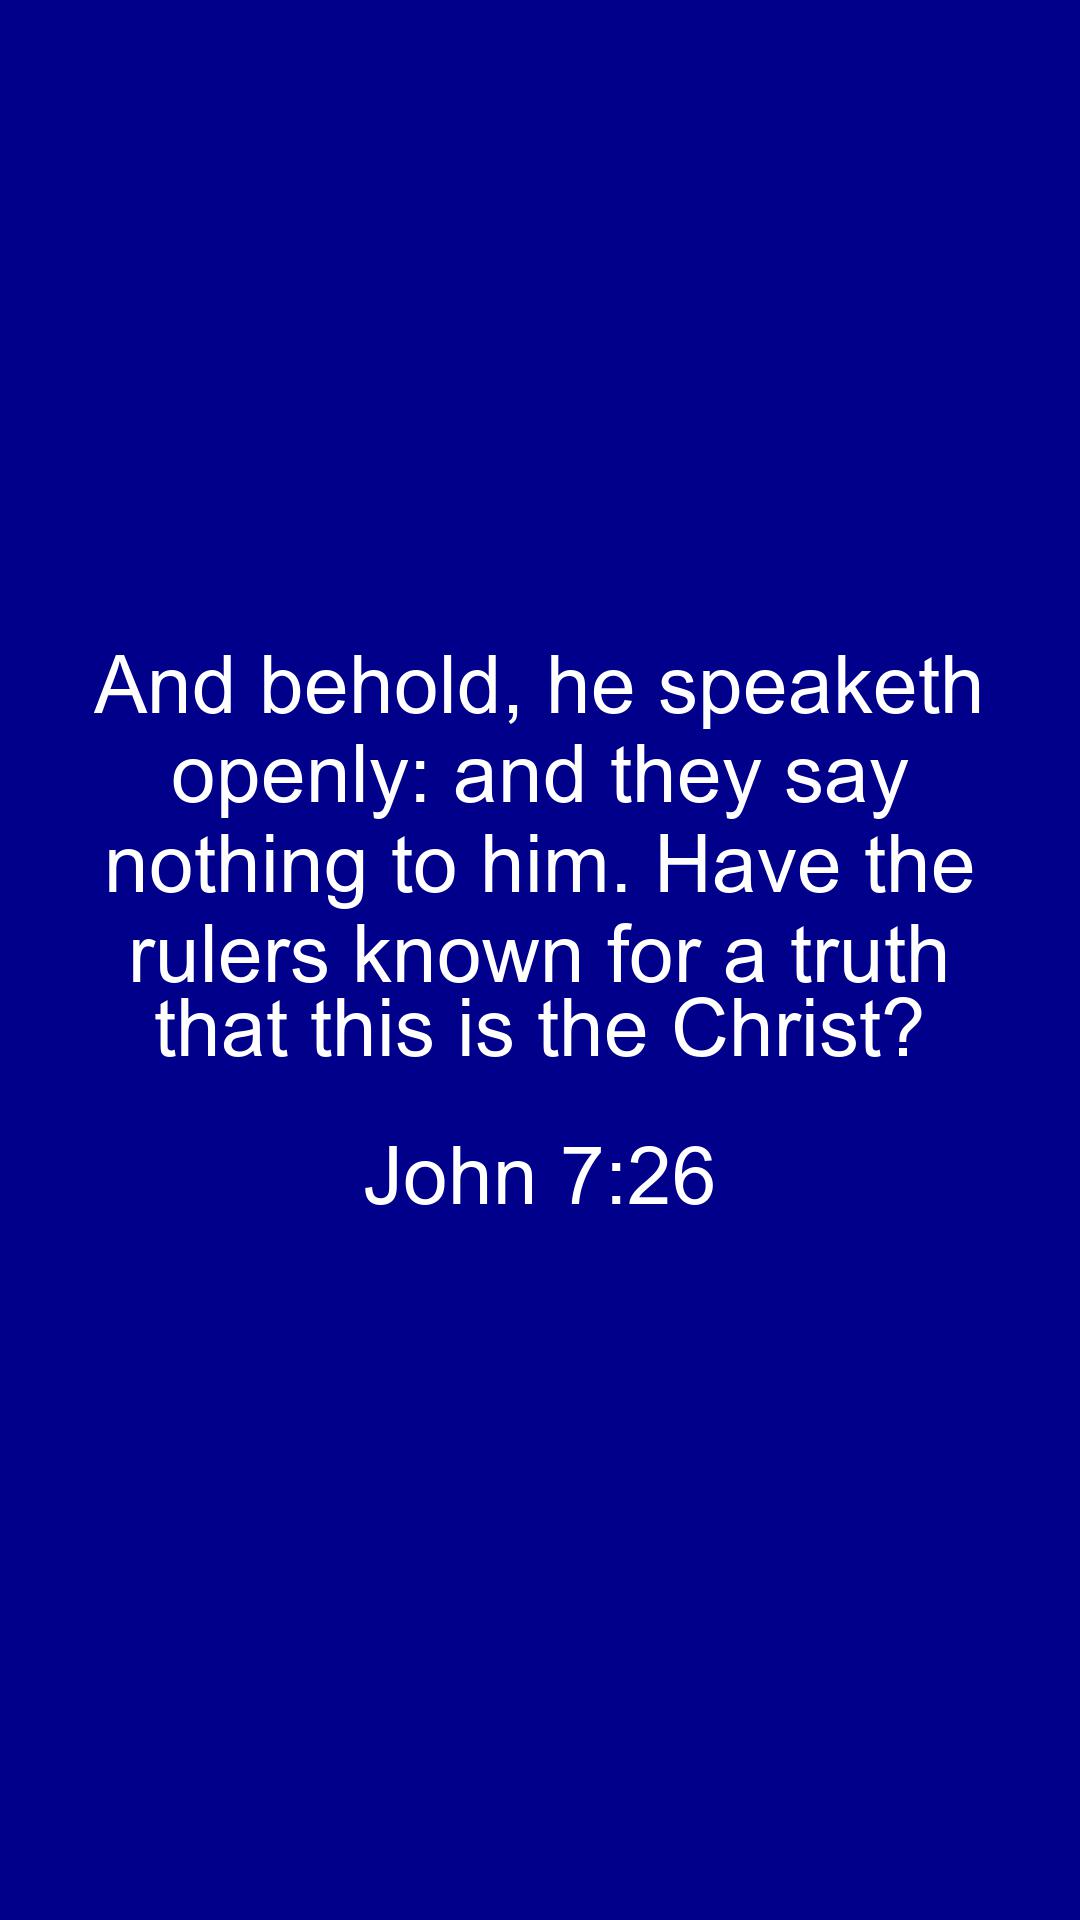 And behold, he speaketh
openly: and they say
nothing to him. Have the
rulers known for a truth
that this is the Christ?
John 7:26